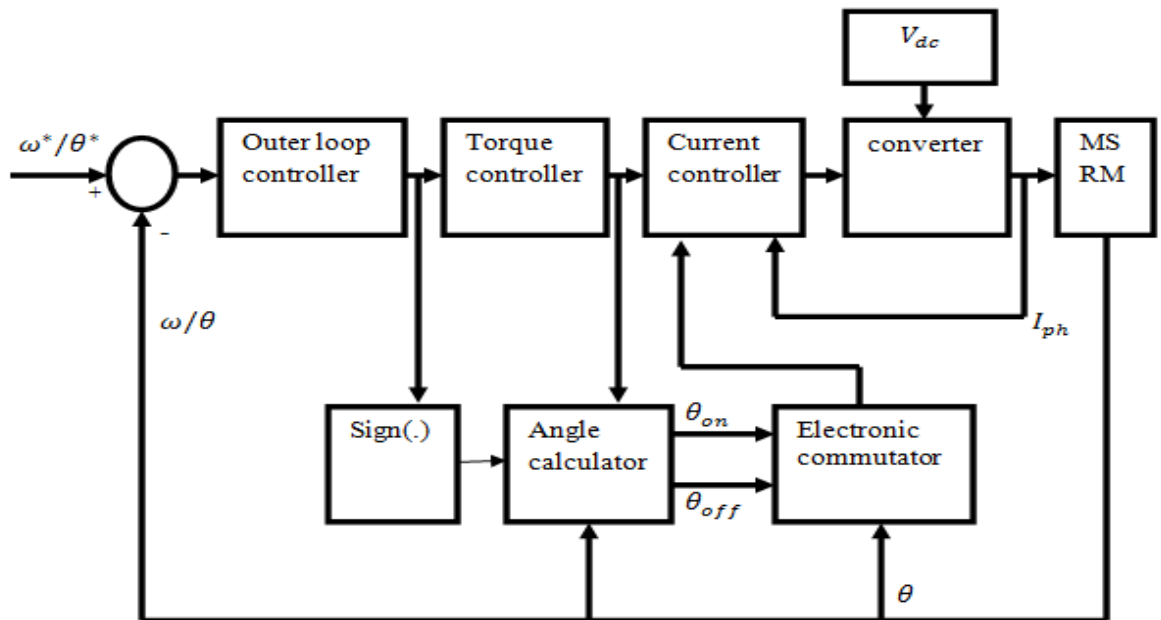 V_dc
ω*/θ*
+
-
Outer loop
controller
Torque
controller
Current
controller
converter
MS
RM
ω/θ
I_ph
Sign(.)
Angle
calculator
θ_on
θ_off
Electronic
commutator
θ